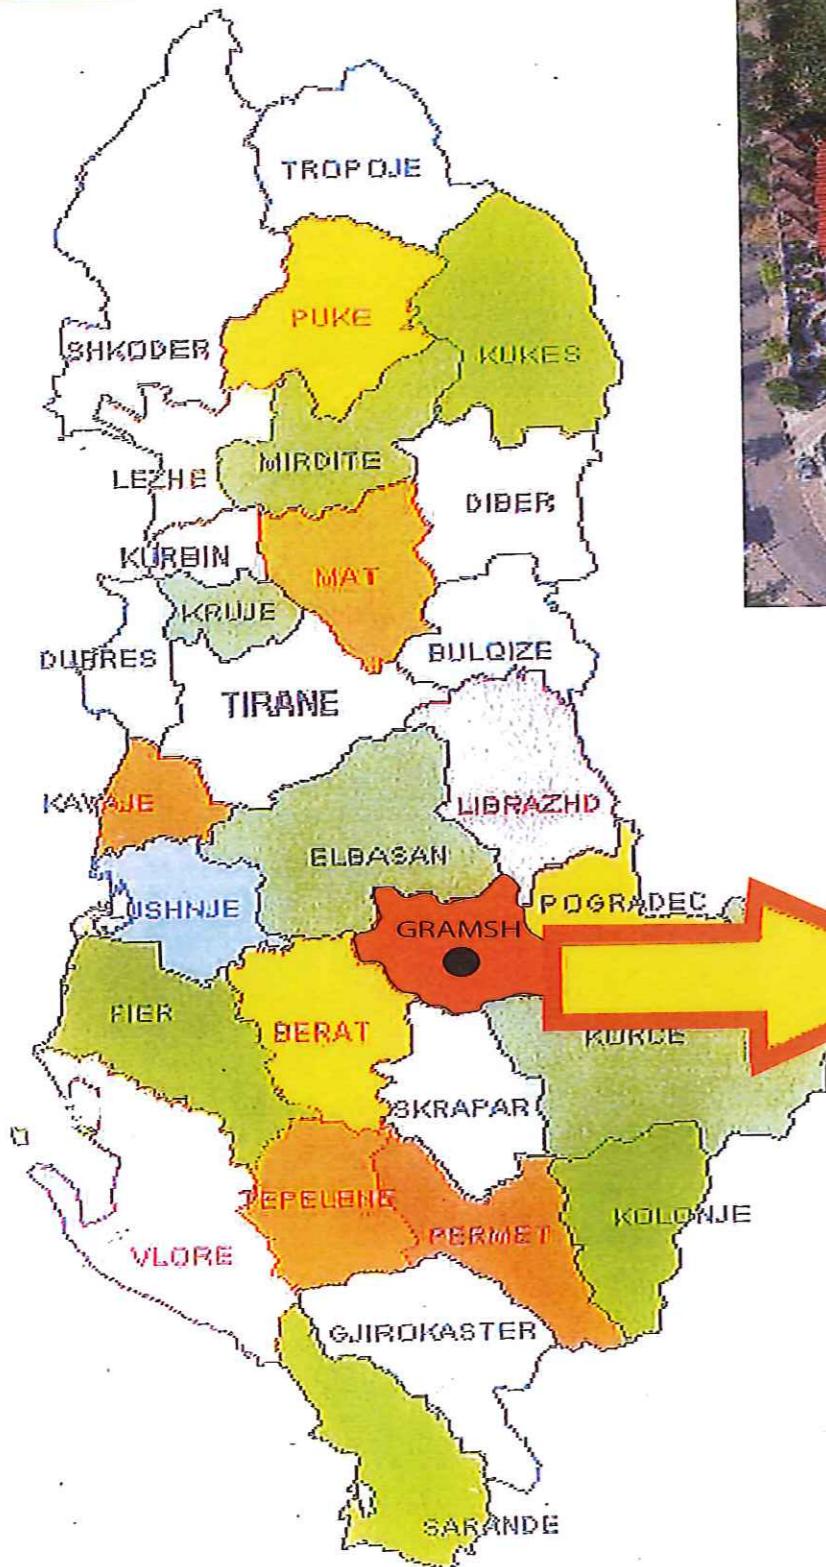 TROPOJE
PUKE
SHKODER
KUKES
MIRDITE
LEZHE
DIBER
KURBIN
MAT
KRUJE
DURRES
BULQIZE
TIRANE
KAVAJE
LIBRAZHD
ELBASAN
POGRADEC
USHNJE
GRAMSH
FIER
BERAT
KORCE
SKRAPAR
TEPELENE
KOLONJE
PERMET
VLORE
GJIROKASTER
SARANDE